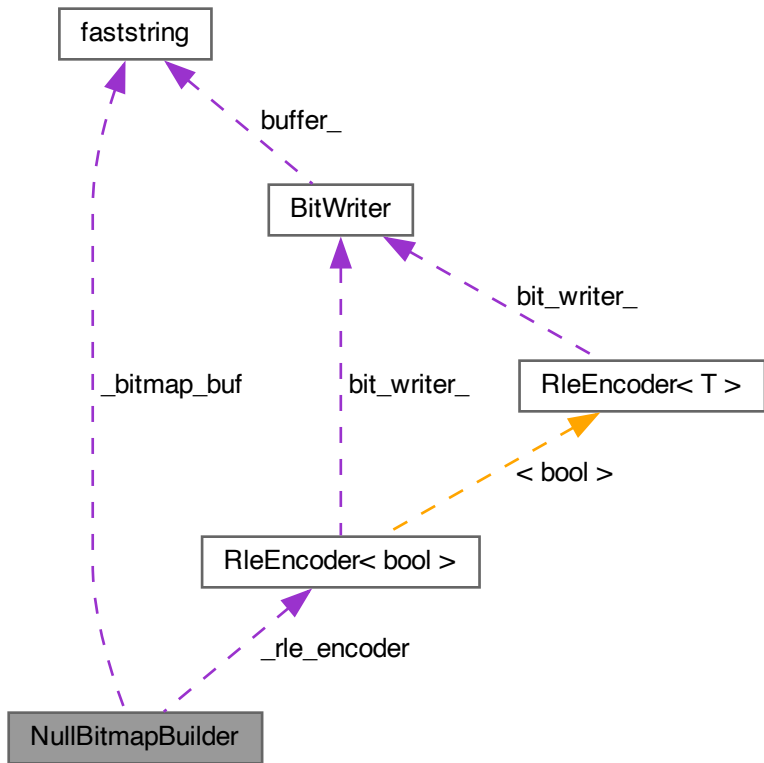 faststring
buffer_
BitWriter
bit_writer_
RleEncoder< T >
_bitmap_buf
bit_writer_
< bool >
RleEncoder< bool >
_rle_encoder
NullBitmapBuilder